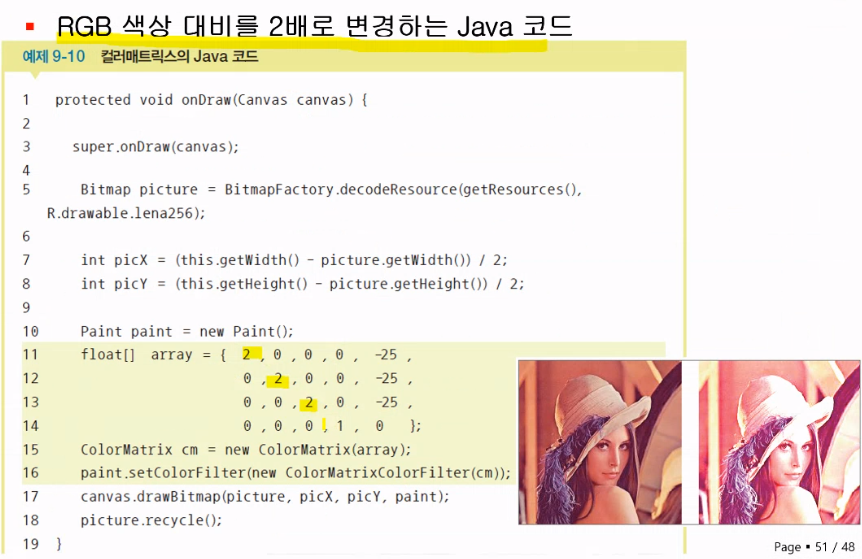 ▪ RGB 색상 대비를 2배로 변경하는 Java 코드
예제 9-10 컬러매트릭스의 Java 코드
1 protected void onDraw(Canvas canvas) {
2
3 super.onDraw(canvas);
4
5 Bitmap picture = BitmapFactory.decodeResource(getResources(),
R.drawable.lena256);
6
7 int picX = (this.getWidth() - picture.getWidth()) / 2;
8 int picY = (this.getHeight() - picture.getHeight()) / 2;
9
10 Paint paint = new Paint();
11 float[] array = { 2 , 0 , 0 , 0 , -25 ,
12 0 , 2 , 0 , 0 , -25 ,
13 0 , 0 , 2 , 0 , -25 ,
14 0 , 0 , 0 , 1 , 0 };
15 ColorMatrix cm = new ColorMatrix(array);
16 paint.setColorFilter(new ColorMatrixColorFilter(cm));
17 canvas.drawBitmap(picture, picX, picY, paint);
18 picture.recycle();
19 }
Page ▪ 51 / 48